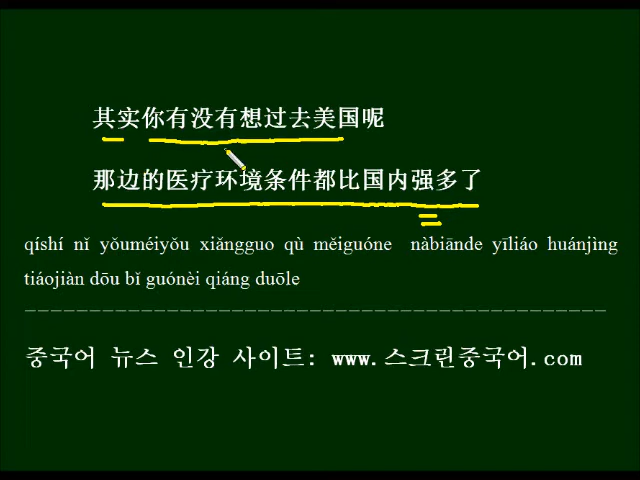 其实你有没有想过去美国呢
那边的医疗环境条件都比国内强多了
qíshí nǐ yǒuméiyǒu xiǎngguo qù měiguóne nàbiānde yīliáo huánjìng
tiáojiàn dōu bǐ guónèi qiáng duōle
중국어 뉴스 인강 사이트: www.스크린중국어.com